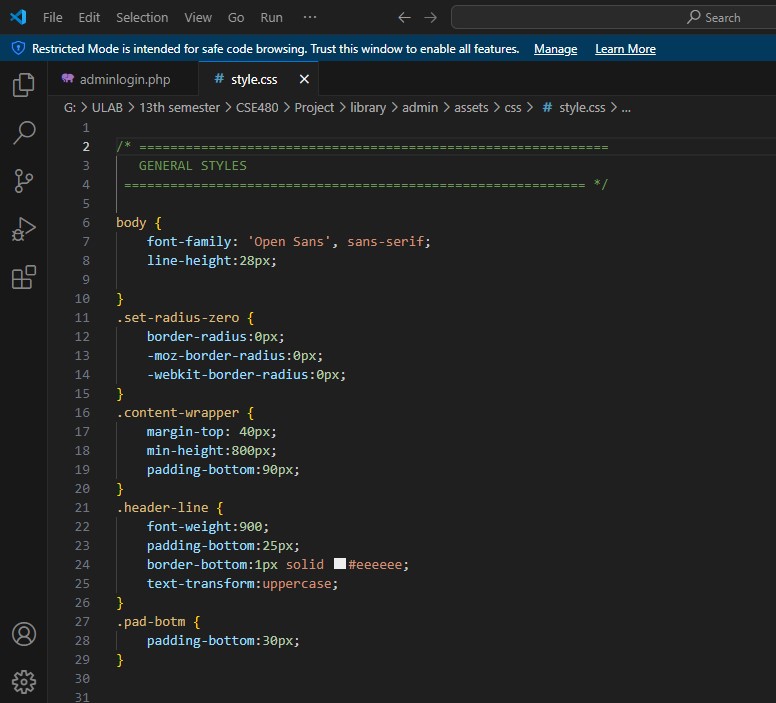 File Edit Selection View Go Run ··· Search
Restricted Mode is intended for safe code browsing. Trust this window to enable all features. Manage Learn More
adminlogin.php # style.css
G: > ULAB > 13th semester > CSE480 > Project > library > admin > assets > css > # style.css > ...
1
2 /* =============================================================
3 GENERAL STYLES
4 ============================================================ */
5
6 body {
7 font-family: 'Open Sans', sans-serif;
8 line-height:28px;
9
10 }
11 .set-radius-zero {
12 border-radius:0px;
13 -moz-border-radius:0px;
14 -webkit-border-radius:0px;
15 }
16 .content-wrapper {
17 margin-top: 40px;
18 min-height:800px;
19 padding-bottom:90px;
20 }
21 .header-line {
22 font-weight:900;
23 padding-bottom:25px;
24 border-bottom:1px solid #eeeeee;
25 text-transform:uppercase;
26 }
27 .pad-botm {
28 padding-bottom:30px;
29 }
30
31